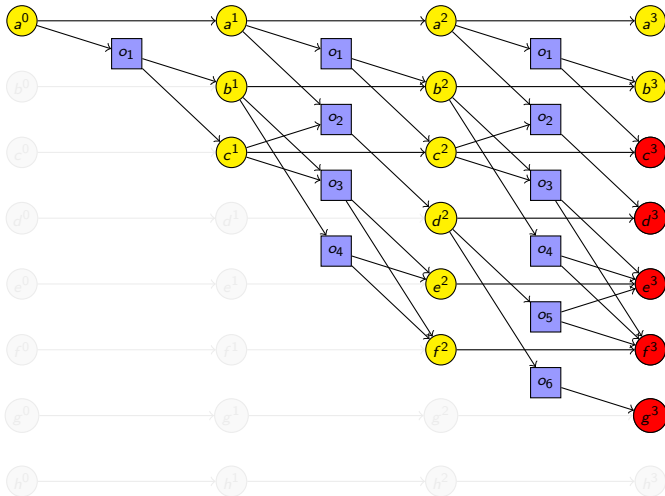 a⁰ a¹ a² a³
o₁ o₁ o₁
b⁰ b¹ b² b³
o₂ o₂
c⁰ c¹ c² c³
o₃ o₃
d⁰ d¹ d² d³
o₄ o₄
e⁰ e¹ e² e³
o₅
f⁰ f¹ f² f³
o₆
g⁰ g¹ g² g³
h⁰ h¹ h² h³